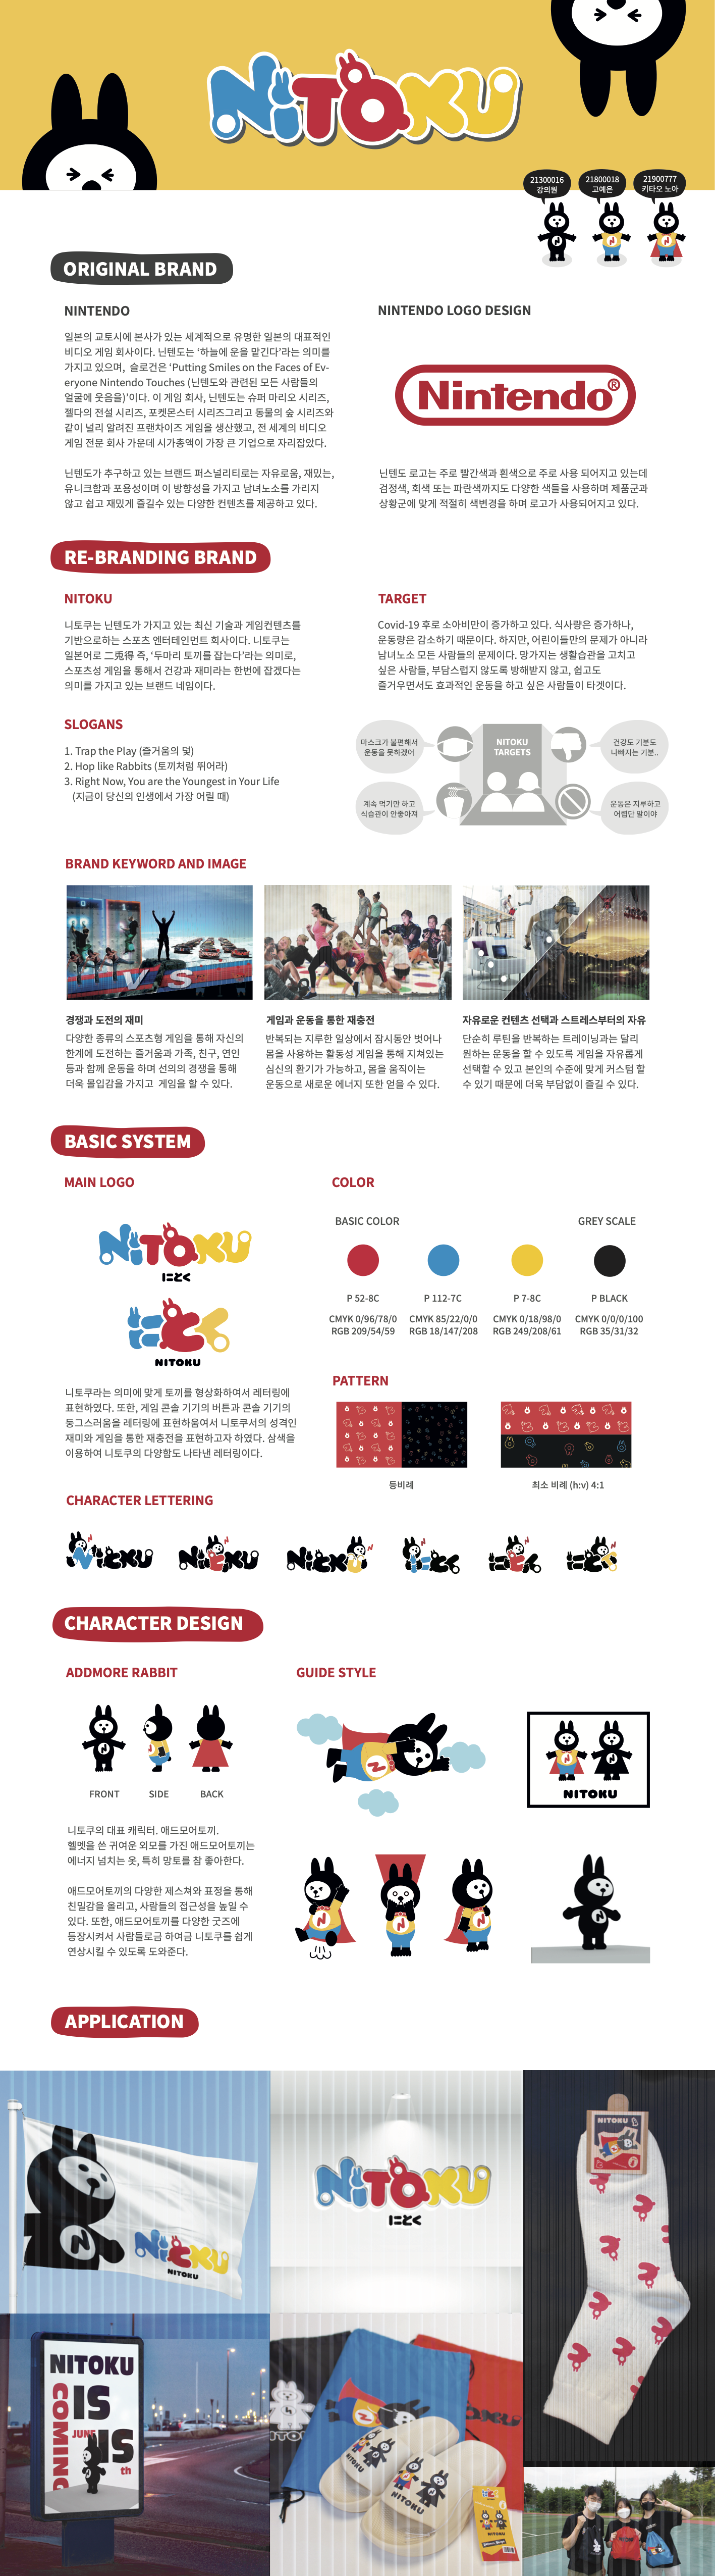 NiTOKU
21300016
강의원
21800018
고예은
21900777
키타오 노아
ORIGINAL BRAND
NINTENDO
일본의 교토시에 본사가 있는 세계적으로 유명한 일본의 대표적인
비디오 게임 회사이다. 닌텐도는 ‘하늘에 운을 맡긴다’라는 의미를
가지고 있으며, 슬로건은 ‘Putting Smiles on the Faces of Ev-
eryone Nintendo Touches (닌텐도와 관련된 모든 사람들의
얼굴에 웃음을)’이다. 이 게임 회사, 닌텐도는 슈퍼 마리오 시리즈,
젤다의 전설 시리즈, 포켓몬스터 시리즈그리고 동물의 숲 시리즈와
같이 널리 알려진 프랜차이즈 게임을 생산했고, 전 세계의 비디오
게임 전문 회사 가운데 시가총액이 가장 큰 기업으로 자리잡았다.
닌텐도가 추구하고 있는 브랜드 퍼스널리티로는 자유로움, 재밌는,
유니크함과 포용성이며 이 방향성을 가지고 남녀노소를 가리지
않고 쉽고 재밌게 즐길수 있는 다양한 컨텐츠를 제공하고 있다.
NINTENDO LOGO DESIGN
Nintendo®
닌텐도 로고는 주로 빨간색과 흰색으로 주로 사용 되어지고 있는데
검정색, 회색 또는 파란색까지도 다양한 색들을 사용하며 제품군과
상황군에 맞게 적절히 색변경을 하며 로고가 사용되어지고 있다.
RE-BRANDING BRAND
NITOKU
니토쿠는 닌텐도가 가지고 있는 최신 기술과 게임컨텐츠를
기반으로하는 스포츠 엔터테인먼트 회사이다. 니토쿠는
일본어로 二兎得 즉, ‘두마리 토끼를 잡는다’라는 의미로,
스포츠성 게임을 통해서 건강과 재미라는 한번에 잡겠다는
의미를 가지고 있는 브랜드 네임이다.
TARGET
Covid-19 후로 소아비만이 증가하고 있다. 식사량은 증가하나,
운동량은 감소하기 때문이다. 하지만, 어린이들만의 문제가 아니라
남녀노소 모든 사람들의 문제이다. 망가지는 생활습관을 고치고
싶은 사람들, 부담스럽지 않도록 방해받지 않고, 쉽고도
즐거우면서도 효과적인 운동을 하고 싶은 사람들이 타겟이다.
SLOGANS
1. Trap the Play (즐거움의 덫)
2. Hop like Rabbits (토끼처럼 뛰어라)
3. Right Now, You are the Youngest in Your Life
(지금이 당신의 인생에서 가장 어릴 때)
마스크가 불편해서
운동을 못하겠어
NITOKU
TARGETS
건강도 기분도
나빠지는 기분..
계속 먹기만 하고
식습관이 안좋아져
운동은 지루하고
어렵단 말이야
BRAND KEYWORD AND IMAGE
VS
경쟁과 도전의 재미
다양한 종류의 스포츠형 게임을 통해 자신의
한계에 도전하는 즐거움과 가족, 친구, 연인
등과 함께 운동을 하며 선의의 경쟁을 통해
더욱 몰입감을 가지고 게임을 할 수 있다.
게임과 운동을 통한 재충전
반복되는 지루한 일상에서 잠시동안 벗어나
몸을 사용하는 활동성 게임을 통해 지쳐있는
심신의 환기가 가능하고, 몸을 움직이는
운동으로 새로운 에너지 또한 얻을 수 있다.
자유로운 컨텐츠 선택과 스트레스부터의 자유
단순히 루틴을 반복하는 트레이닝과는 달리
원하는 운동을 할 수 있도록 게임을 자유롭게
선택할 수 있고 본인의 수준에 맞게 커스텀 할
수 있기 때문에 더욱 부담없이 즐길 수 있다.
BASIC SYSTEM
MAIN LOGO
NiTOKU
にとく
にとく
NITOKU
니토쿠라는 의미에 맞게 토끼를 형상화하여서 레터링에
표현하였다. 또한, 게임 콘솔 기기의 버튼과 콘솔 기기의
둥그스러움을 레터링에 표현하움여서 니토쿠서의 성격인
재미와 게임을 통한 재충전을 표현하고자 하였다. 삼색을
이용하여 니토쿠의 다양함도 나타낸 레터링이다.
COLOR
BASIC COLOR
GREY SCALE
P 52-8C
P 112-7C
P 7-8C
P BLACK
CMYK 0/96/78/0
CMYK 85/22/0/0
CMYK 0/18/98/0
CMYK 0/0/0/100
RGB 209/54/59
RGB 18/147/208
RGB 249/208/61
RGB 35/31/32
PATTERN
등비례
최소 비례 (h:v) 4:1
CHARACTER LETTERING
CHARACTER DESIGN
ADDMORE RABBIT
FRONT
SIDE
BACK
니토쿠의 대표 캐릭터. 애드모어토끼.
헬멧을 쓴 귀여운 외모를 가진 애드모어토끼는
에너지 넘치는 옷, 특히 망토를 참 좋아한다.
애드모어토끼의 다양한 제스쳐와 표정을 통해
친밀감을 올리고, 사람들의 접근성을 높일 수
있다. 또한, 애드모어토끼를 다양한 굿즈에
등장시켜서 사람들로금 하여금 니토쿠를 쉽게
연상시킬 수 있도록 도와준다.
GUIDE STYLE
NITOKU
APPLICATION
NITOKU
NiTOKU
にとく
NITOKU
NITOKU
IS
COMING
JUNE
15
th
NITOKU
NITOKU